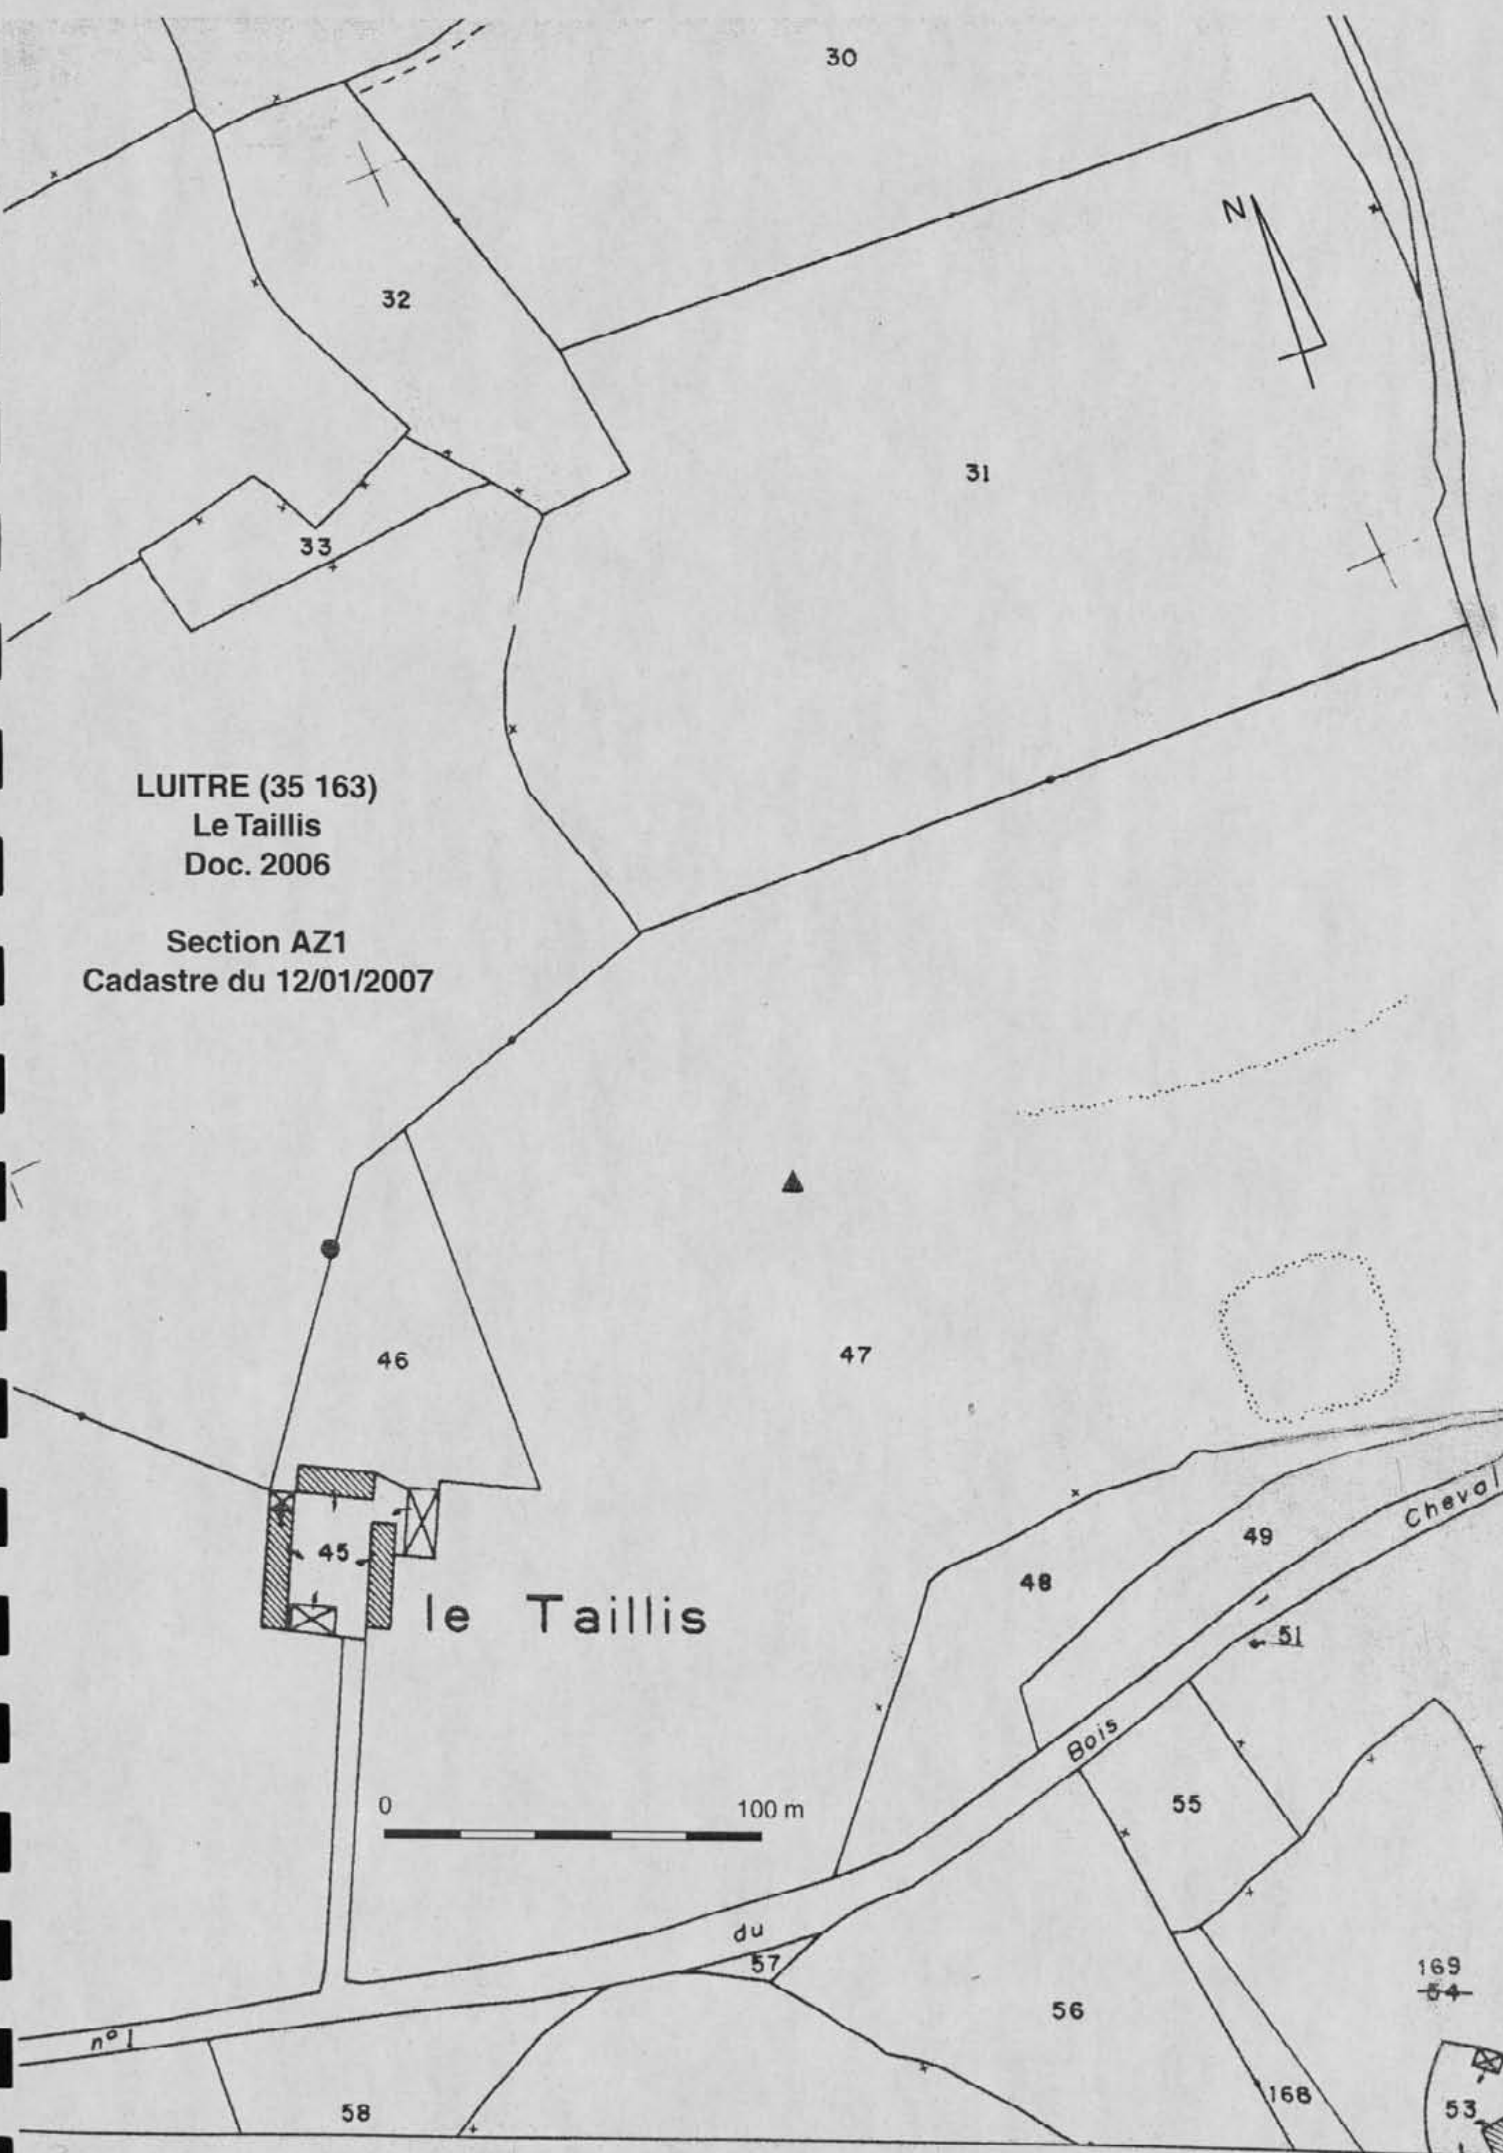 30
N
32
31
33
LUITRE (35 163)
Le Taillis
Doc. 2006
Section AZ1
Cadastre du 12/01/2007
46
47
Cheval
49
45
48
le Taillis
51
Bois
55
0 100 m
du
57
169
54
56
n° 1
168
58
53